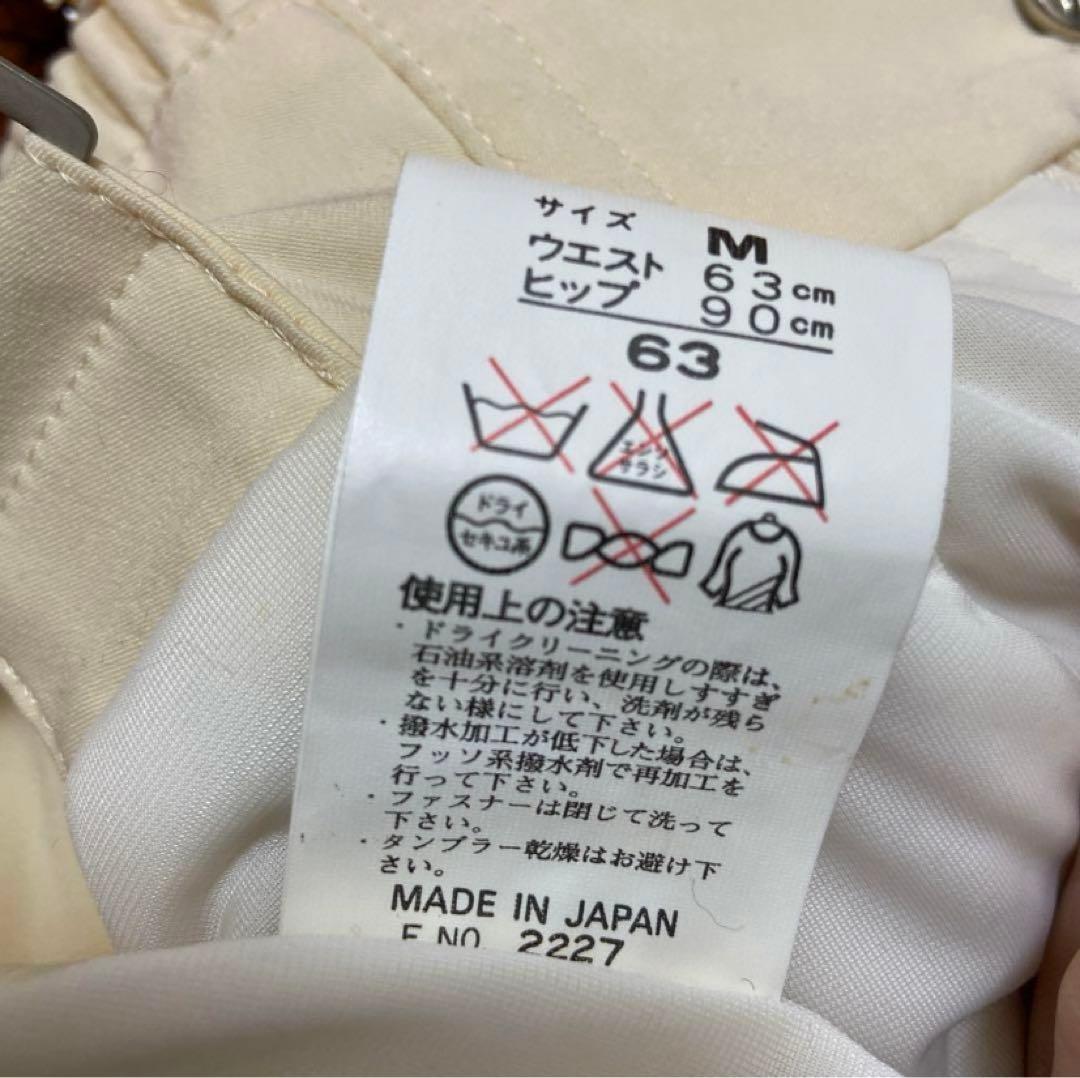 サイズ M
ウエスト 63cm
ヒップ 90cm
63
エンソ
サラシ
ドライ
セキユ系
使用上の注意
・ドライクリーニングの際は、
石油系溶剤を使用しすすぎ
を十分に行い、洗剤が残ら
ない様にして下さい。
・撥水加工が低下した場合は、
フッソ系撥水剤で再加工を
行って下さい。
・ファスナーは閉じて洗って
下さい。
・タンブラー乾燥はお避け下
さい。
MADE IN JAPAN
F.NO. 2227